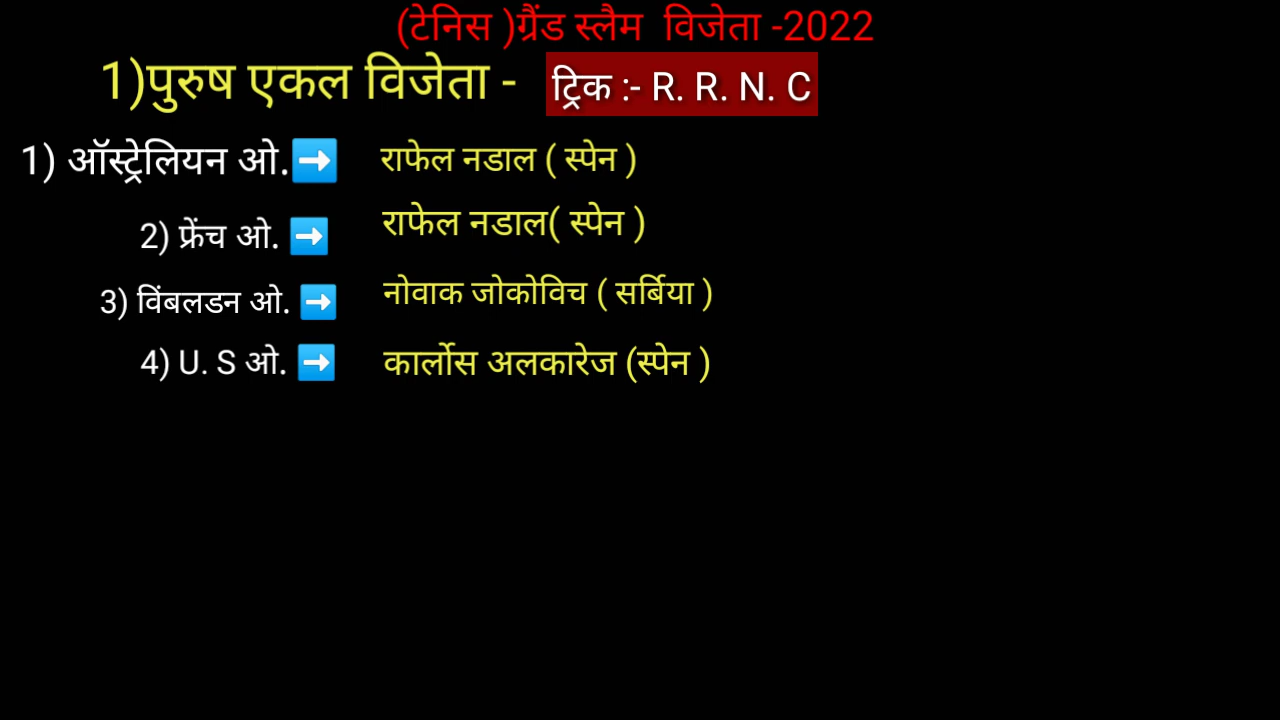 (टेनिस )ग्रैंड स्लैम विजेता -2022
1)पुरुष एकल विजेता - ट्रिक :- R. R. N. C
1) ऑस्ट्रेलियन ओ.➡ राफेल नडाल ( स्पेन )
2) फ्रेंच ओ. ➡ राफेल नडाल( स्पेन )
3) विंबलडन ओ. ➡ नोवाक जोकोविच ( सर्बिया )
4) U. S ओ. ➡ कार्लोस अलकारेज (स्पेन )